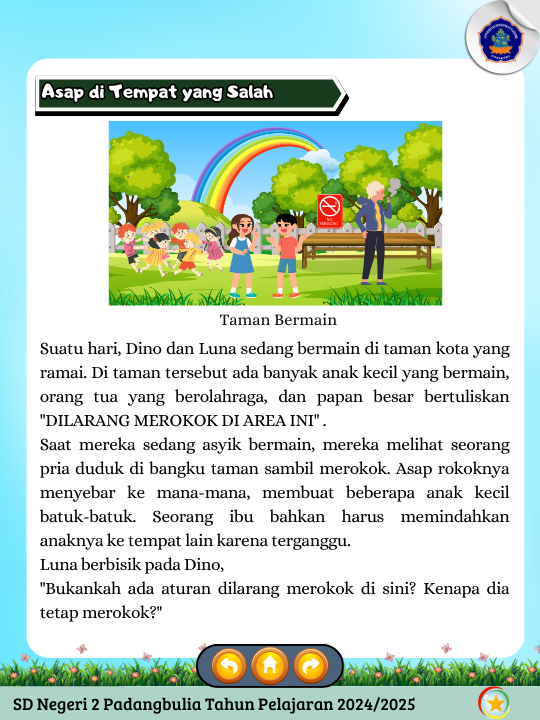 Asap di Tempat yang Salah
NO
SMOKING
Taman Bermain
Suatu hari, Dino dan Luna sedang bermain di taman kota yang
ramai. Di taman tersebut ada banyak anak kecil yang bermain,
orang tua yang berolahraga, dan papan besar bertuliskan
"DILARANG MEROKOK DI AREA INI" .
Saat mereka sedang asyik bermain, mereka melihat seorang
pria duduk di bangku taman sambil merokok. Asap rokoknya
menyebar ke mana-mana, membuat beberapa anak kecil
batuk-batuk. Seorang ibu bahkan harus memindahkan
anaknya ke tempat lain karena terganggu.
Luna berbisik pada Dino,
"Bukankah ada aturan dilarang merokok di sini? Kenapa dia
tetap merokok?"
SD Negeri 2 Padangbulia Tahun Pelajaran 2024/2025